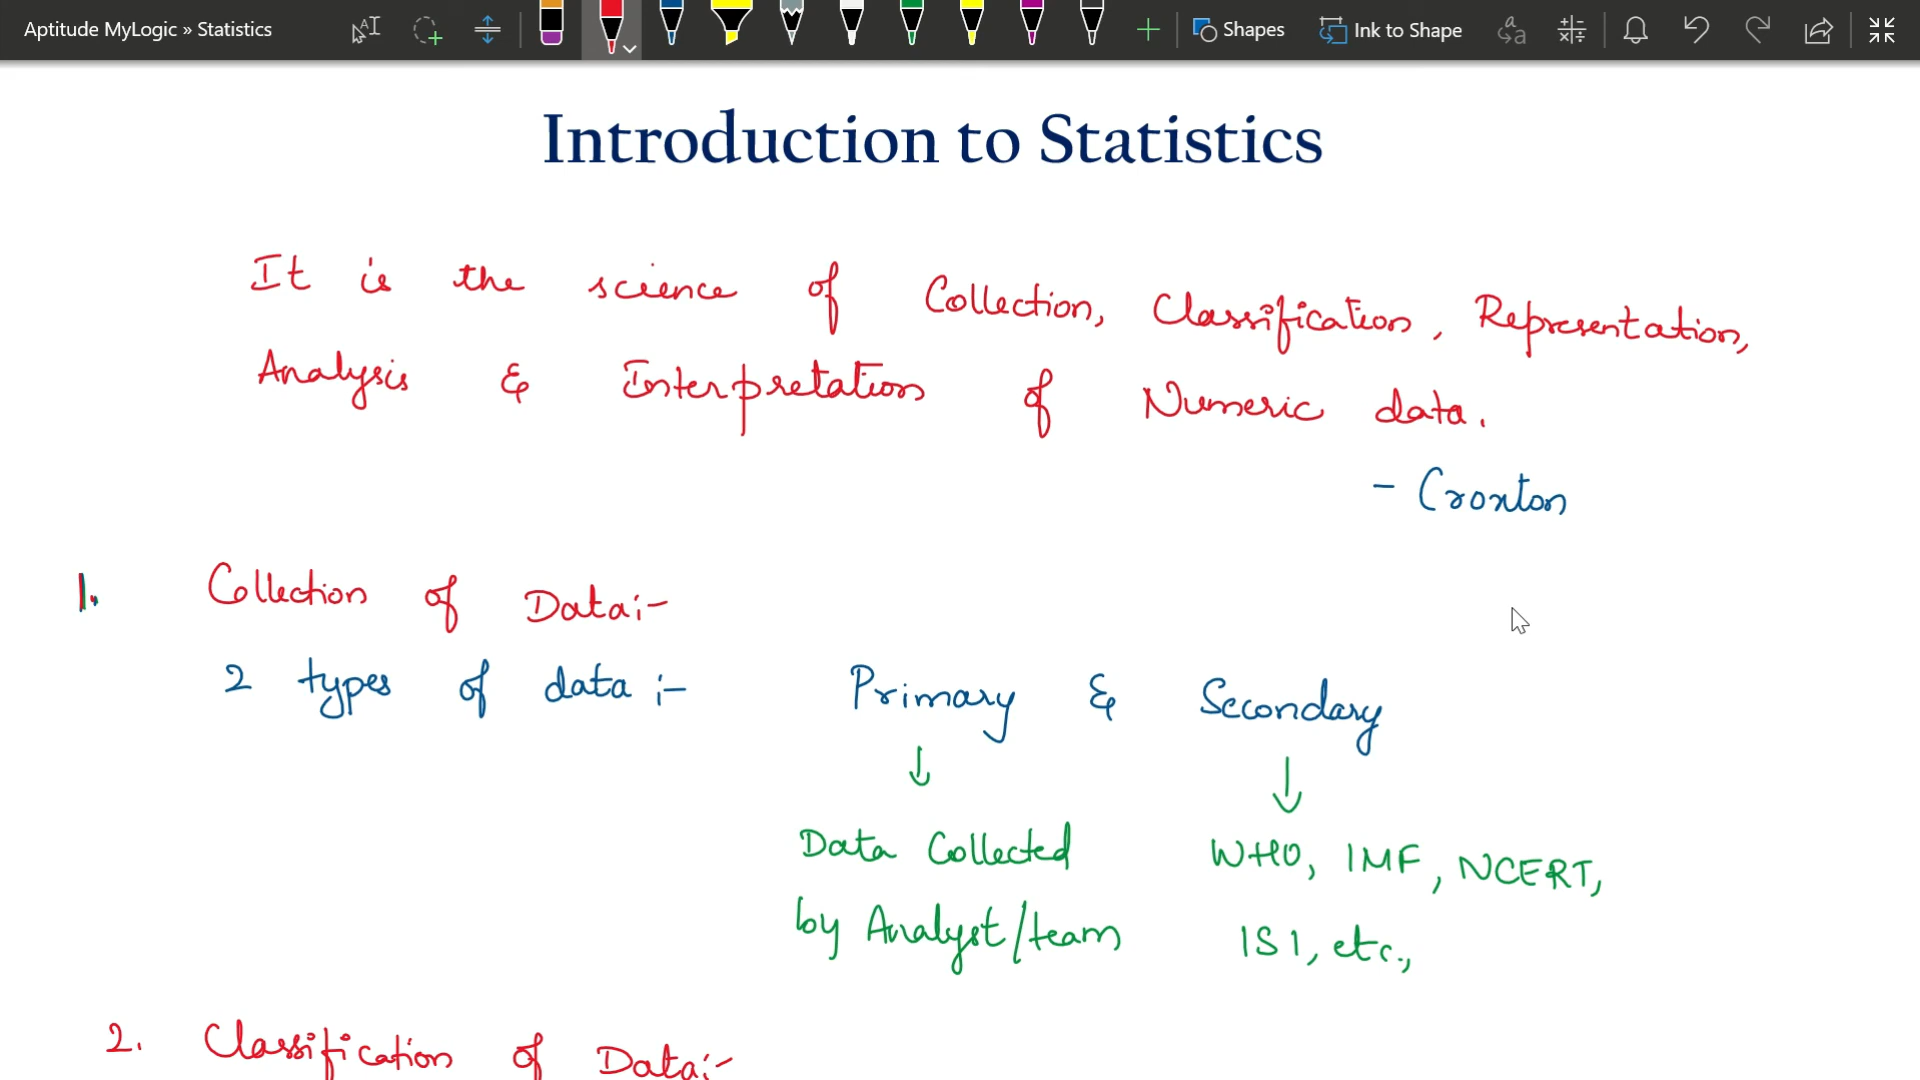 Aptitude MyLogic » Statistics
Shapes
Ink to Shape
Introduction to Statistics
It is the science of Collection, Classification, Representation,
Analysis & Interpretation of Numeric data.
- Croxton
1. Collection of Data:-
2 types of data :- Primary & Secondary
↓ ↓
Data Collected WHO, IMF, NCERT,
by Analyst/team ISI, etc.,
2. Classification of Data:-